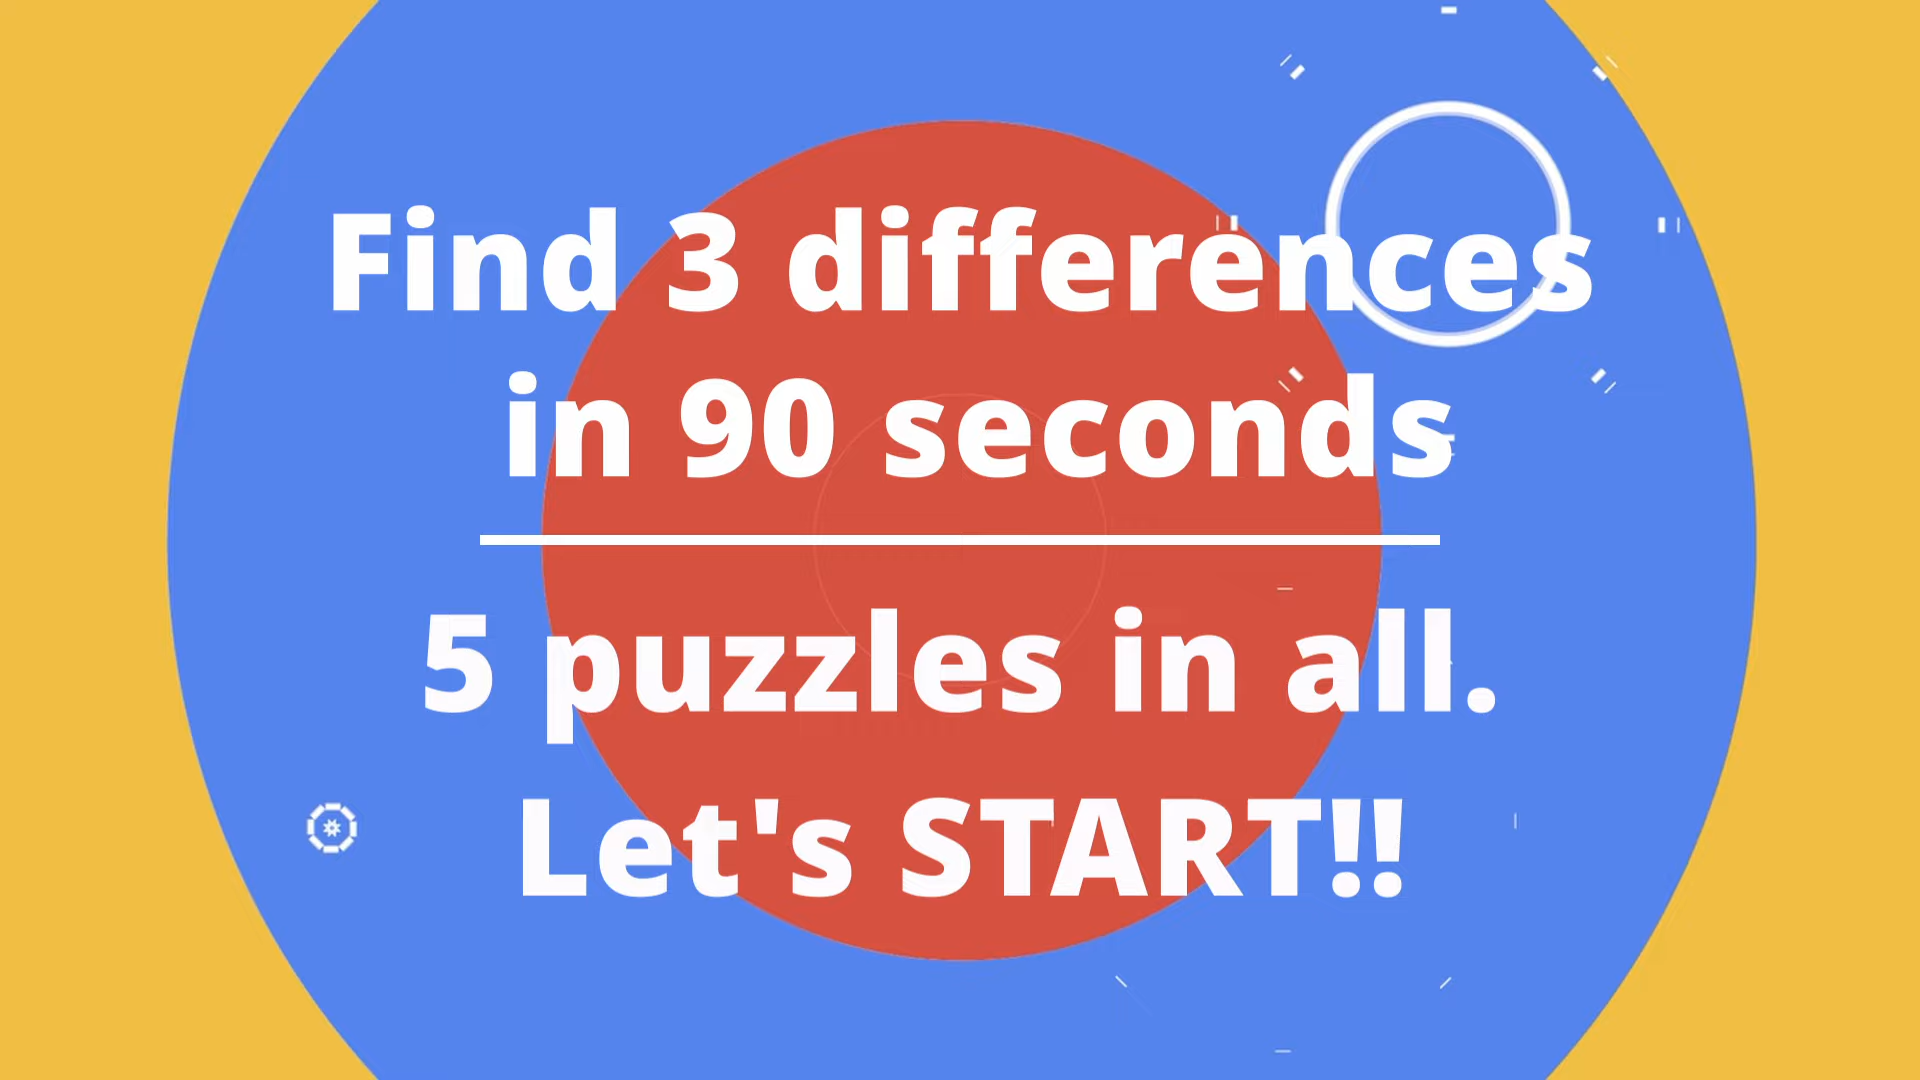 Find 3 differences
in 90 seconds
5 puzzles in all.
Let's START!!